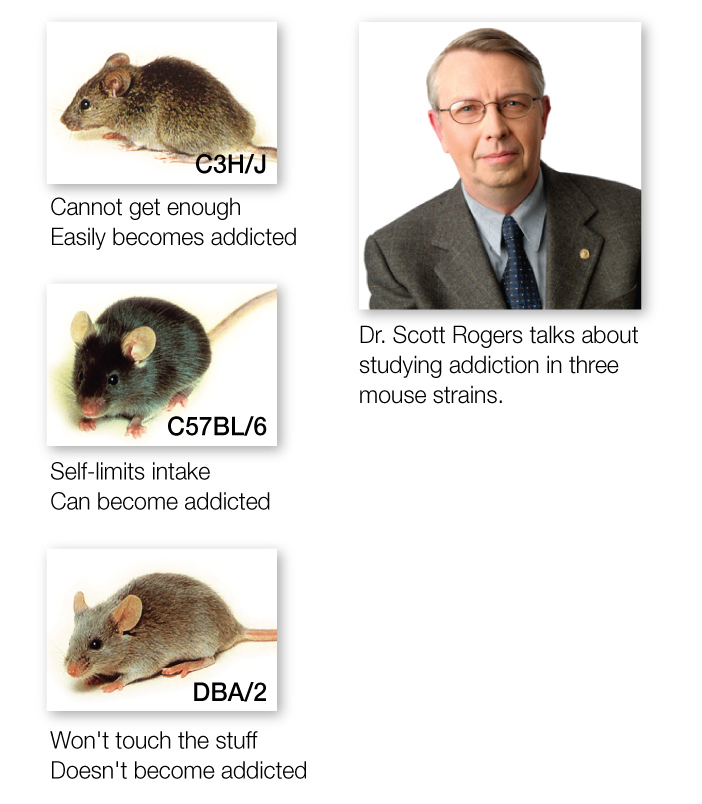 C3H/J
Cannot get enough
Easily becomes addicted
C57BL/6
Self-limits intake
Can become addicted
DBA/2
Won't touch the stuff
Doesn't become addicted
Dr. Scott Rogers talks about
studying addiction in three
mouse strains.